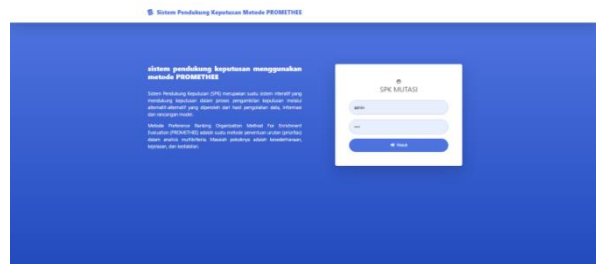 Sistem Pendukung Keputusan Metode PROMETHEE
sistem pendukung keputusan menggunakan
metode PROMETHEE
Sistem Pendukung Keputusan (SPK) merupakan suatu sistem interaktif yang
mendukung keputusan dalam proses pengambilan keputusan melalui
alternatif-alternatif yang diperoleh dari hasil pengolahan data, informasi
dan rancangan model.
Metode Preference Ranking Organization Method For Enrichment
Evaluation (PROMETHEE) adalah suatu metode penentuan urutan (prioritas)
dalam analisis multikriteria. Masalah pokoknya adalah kesederhanaan,
kejelasan, dan kestabilan.
SPK MUTASI
admin
Masuk